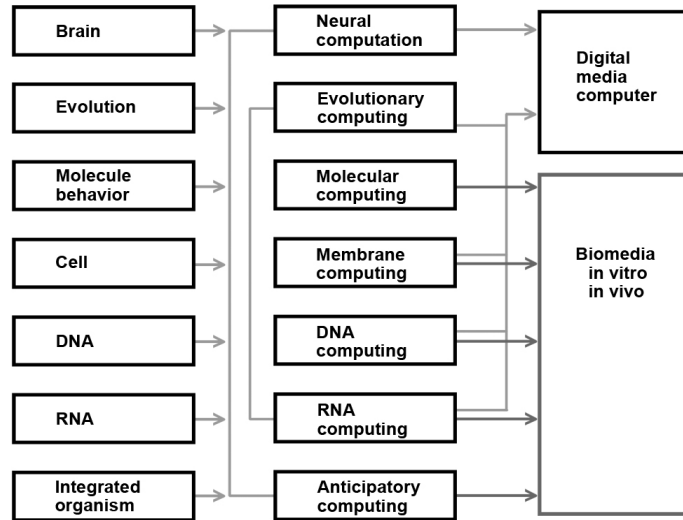 Brain
Evolution
Molecule
behavior
Cell
DNA
RNA
Integrated
organism
Neural
computation
Evolutionary
computing
Molecular
computing
Membrane
computing
DNA
computing
RNA
computing
Anticipatory
computing
Digital
media
computer
Biomedia
in vitro
in vivo